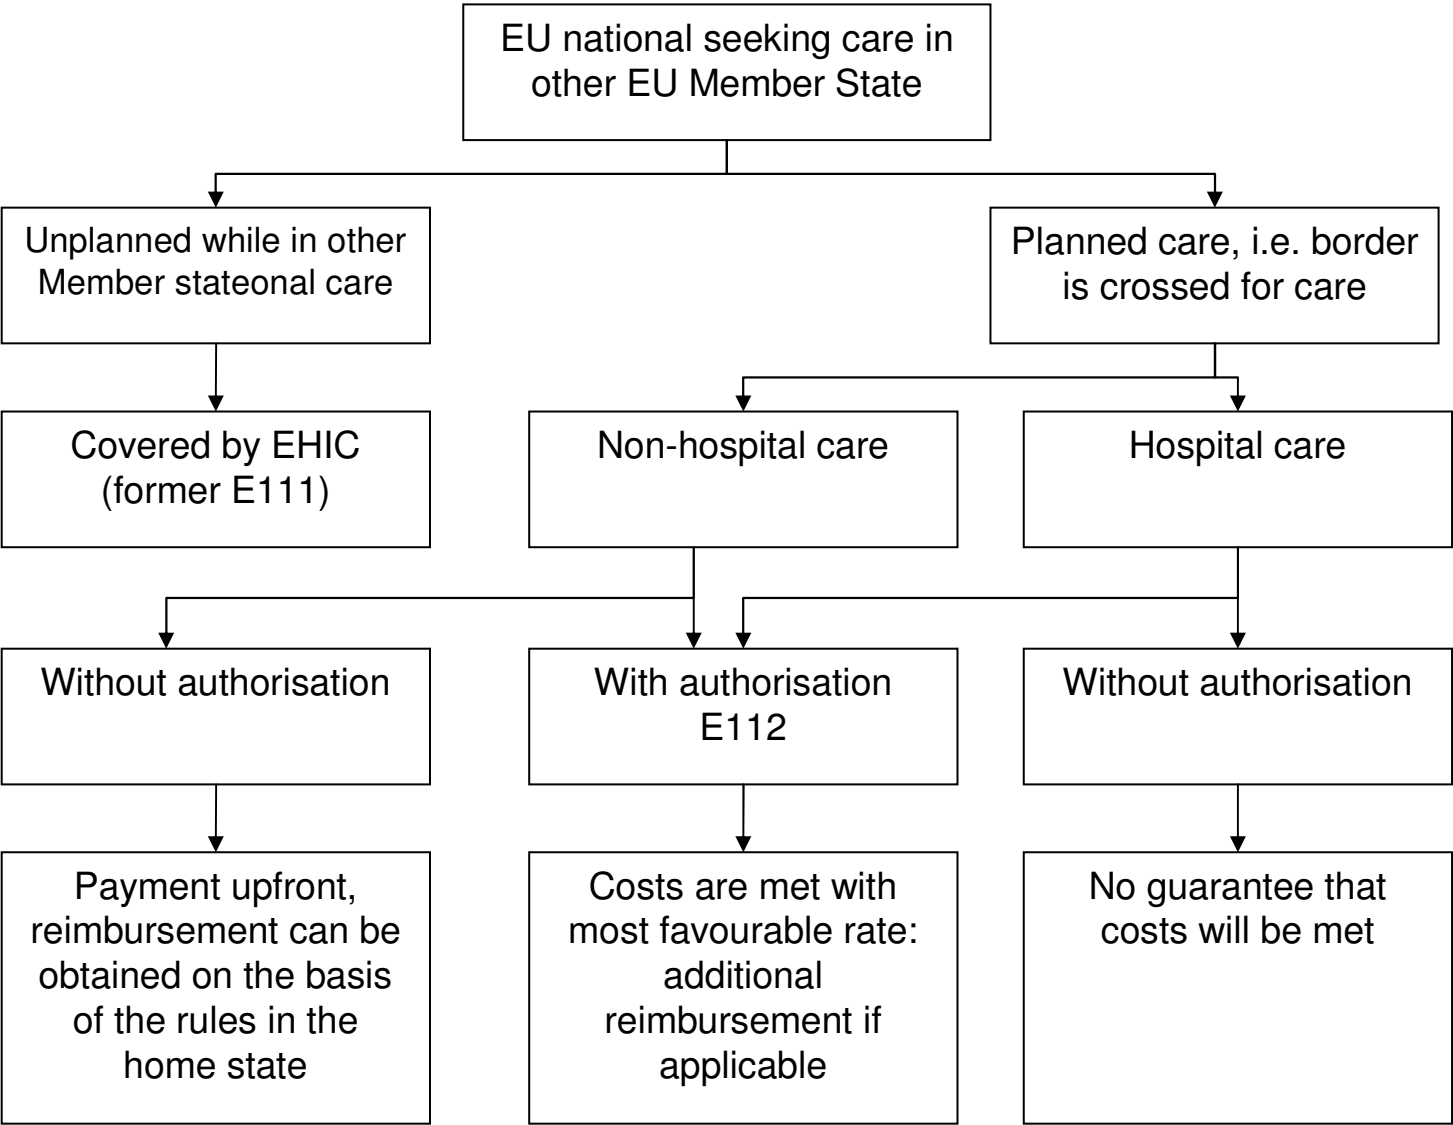 EU national seeking care in
other EU Member State
Unplanned while in other
Member stateonal care
Planned care, i.e. border
is crossed for care
Covered by EHIC
(former E111)
Non-hospital care
Hospital care
Without authorisation
With authorisation
E112
Without authorisation
Payment upfront,
reimbursement can be
obtained on the basis
of the rules in the
home state
Costs are met with
most favourable rate:
additional
reimbursement if
applicable
No guarantee that
costs will be met